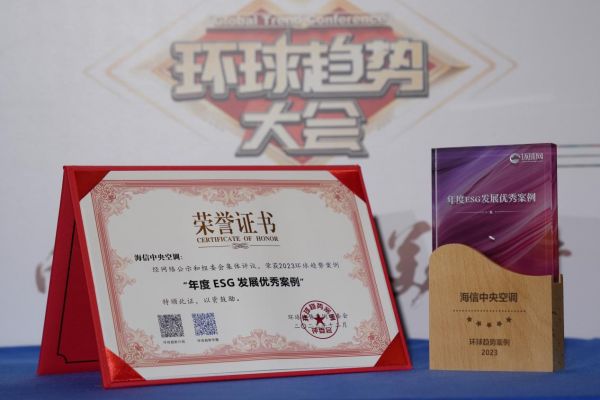 Global Trend Conference
环球趋势
大会
荣誉证书
CERTIFICATE OF HONOR
海信中央空调:
经网络公示和组委会集体评议，荣获2023环球趋势案例
“年度 ESG 发展优秀案例”
特颁此证，以资鼓励。
环球网
年度ESG发展优秀案例
海信中央空调
环球趋势案例
2023